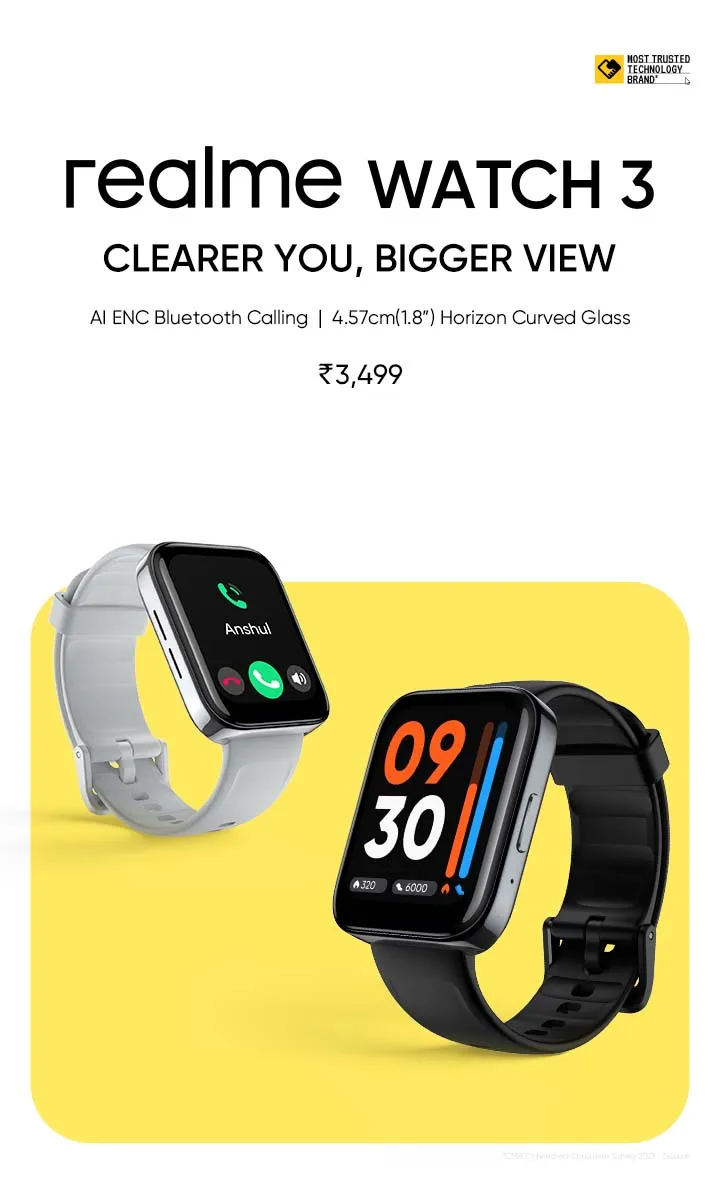 MOST TRUSTED
TECHNOLOGY
BRAND*
realme WATCH 3
CLEARER YOU, BIGGER VIEW
AI ENC Bluetooth Calling | 4.57cm(1.8”) Horizon Curved Glass
₹3,499
Anshul
09
30
320
6000